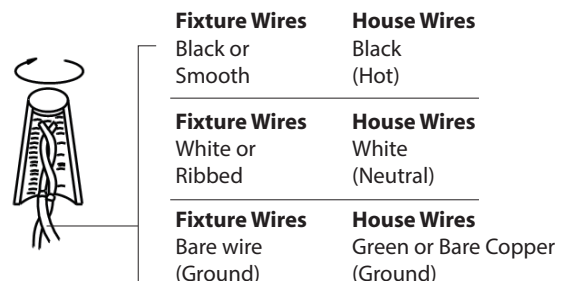 Fixture Wires House Wires
Black or Black
Smooth (Hot)
Fixture Wires House Wires
White or White
Ribbed (Neutral)
Fixture Wires House Wires
Bare wire Green or Bare Copper
(Ground) (Ground)